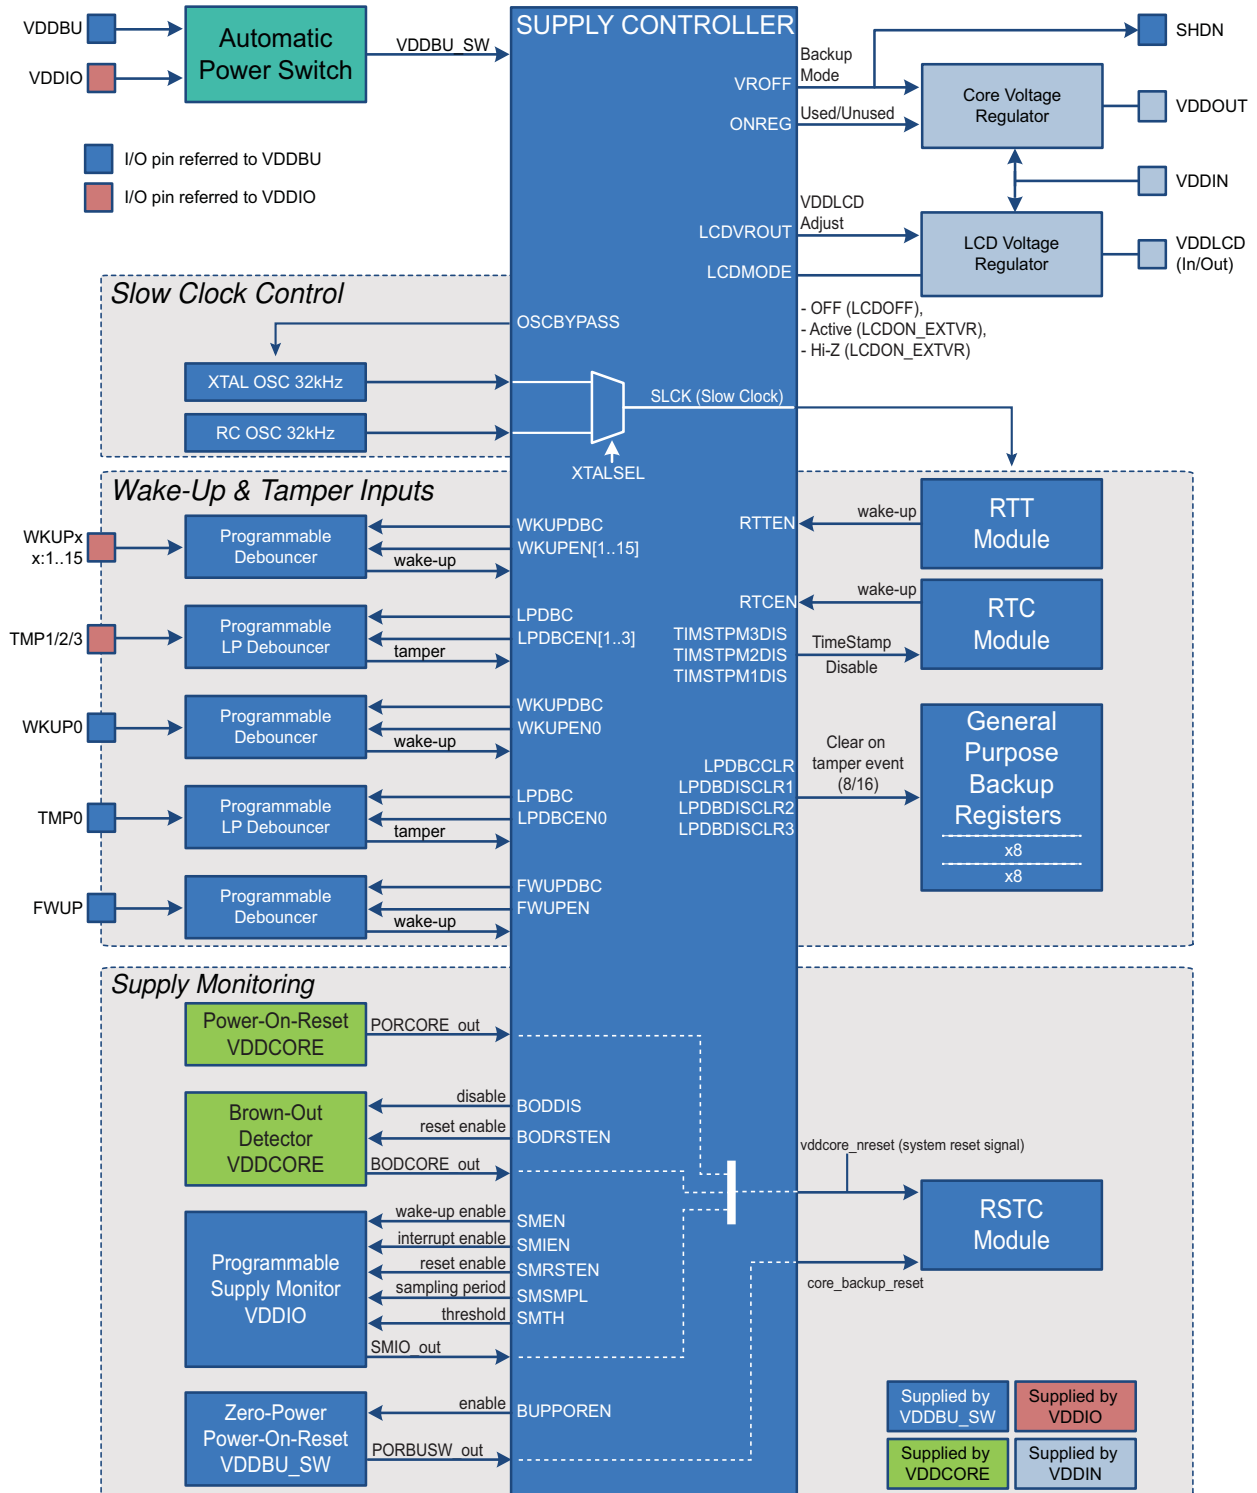 VDDBU
VDDIO
Automatic
Power Switch
VDDBU_SW
SUPPLY CONTROLLER
Backup
Mode
VROFF
ONREG
Used/Unused
Core Voltage
Regulator
SHDN
VDDOUT
VDDIN
I/O pin referred to VDDBU
I/O pin referred to VDDIO
VDDLCD
Adjust
LCDVROUT
LCDMODE
LCD Voltage
Regulator
VDDLCD
(In/Out)
- OFF (LCDOFF),
- Active (LCDON_EXTVR),
- Hi-Z (LCDON_EXTVR)
Slow Clock Control
OSCBYPASS
XTAL OSC 32kHz
RC OSC 32kHz
SLCK (Slow Clock)
XTALSEL
Wake-Up & Tamper Inputs
WKUPx
x:1..15
Programmable
Debouncer
WKUPDBC
WKUPEN[1..15]
wake-up
TMP1/2/3
Programmable
LP Debouncer
LPDBC
LPDBCEN[1..3]
tamper
WKUP0
Programmable
Debouncer
WKUPDBC
WKUPEN0
wake-up
TMP0
Programmable
LP Debouncer
LPDBC
LPDBCEN0
tamper
FWUP
Programmable
Debouncer
FWUPDBC
FWUPEN
wake-up
RTTEN
wake-up
RTT
Module
RTCEN
wake-up
RTC
Module
TIMSTPM3DIS
TIMSTPM2DIS
TIMSTPM1DIS
TimeStamp
Disable
LPDBCCLR
LPDBDISCLR1
LPDBDISCLR2
LPDBDISCLR3
Clear on
tamper event
(8/16)
General
Purpose
Backup
Registers
x8
x8
Supply Monitoring
Power-On-Reset
VDDCORE
PORCORE_out
Brown-Out
Detector
VDDCORE
disable
BODDIS
reset enable
BODRSTEN
BODCORE_out
Programmable
Supply Monitor
VDDIO
wake-up enable
SMEN
interrupt enable
SMIEN
reset enable
SMRSTEN
sampling period
SMSMPL
threshold
SMTH
SMIO_out
Zero-Power
Power-On-Reset
VDDBU_SW
enable
BUPPOREN
PORBUSW_out
vddcore_nreset (system reset signal)
RSTC
Module
core_backup_reset
Supplied by
VDDBU_SW
Supplied by
VDDIO
Supplied by
VDDCORE
Supplied by
VDDIN